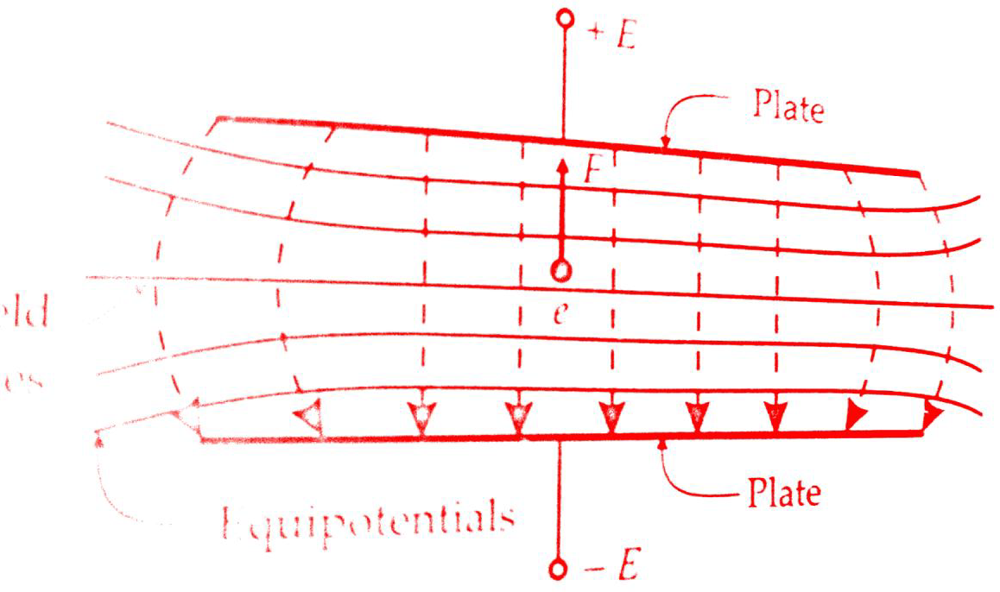 + E
Plate
F
e
Equipotentials
Plate
– E